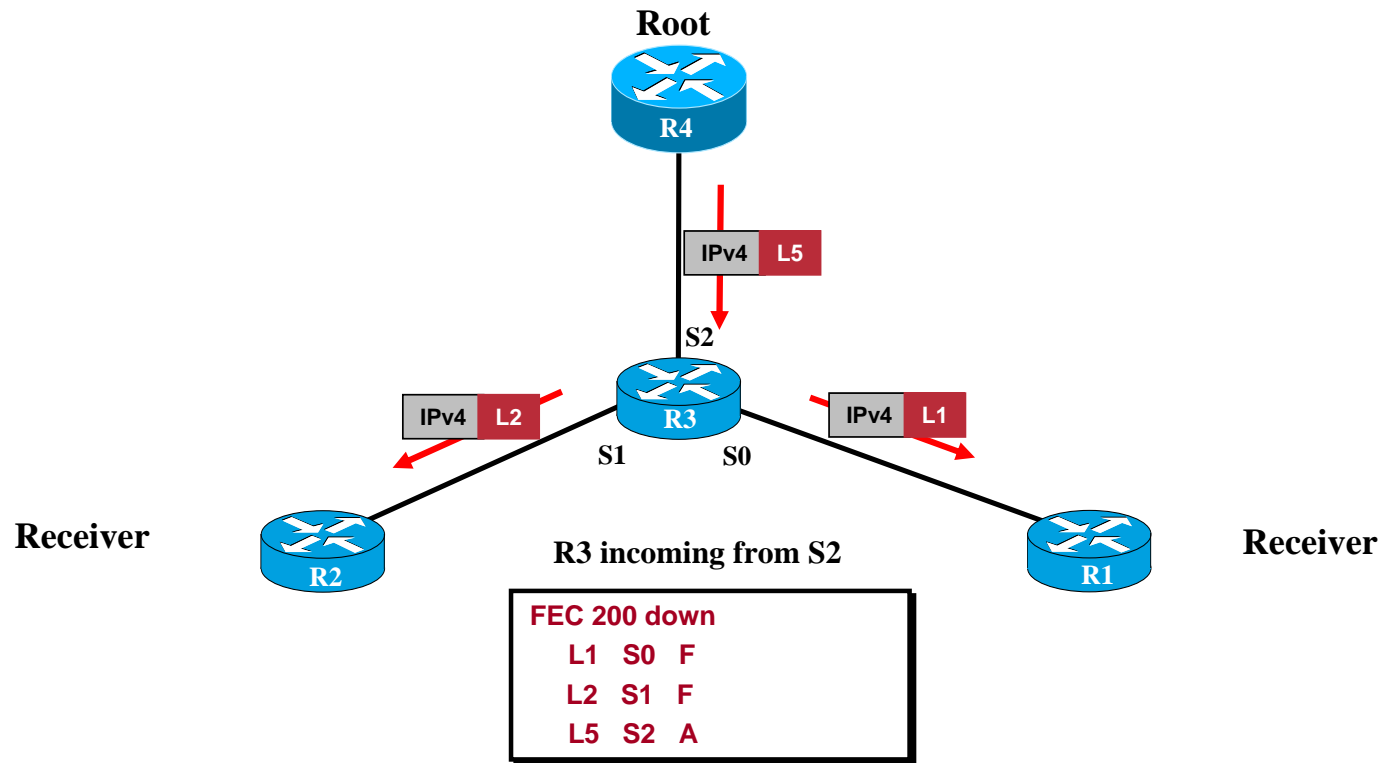 Root
R4
IPv4 L5
S2
IPv4 L2
IPv4 L1
R3
S1
S0
Receiver
Receiver
R2
R1
R3 incoming from S2
FEC 200 down
L1 S0 F
L2 S1 F
L5 S2 A